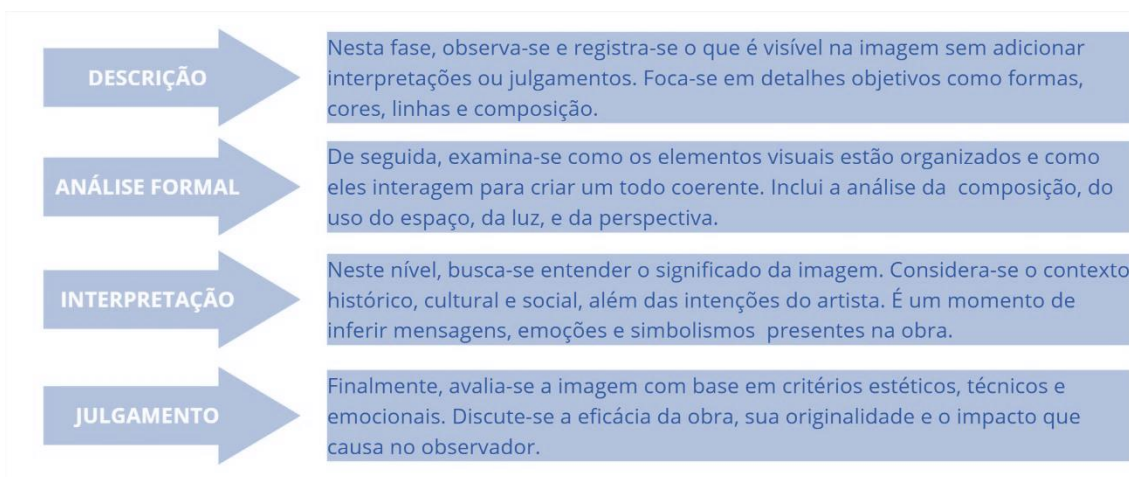 DESCRIÇÃO
Nesta fase, observa-se e registra-se o que é visível na imagem sem adicionar
interpretações ou julgamentos. Foca-se em detalhes objetivos como formas,
cores, linhas e composição.
ANÁLISE FORMAL
De seguida, examina-se como os elementos visuais estão organizados e como
eles interagem para criar um todo coerente. Inclui a análise da composição, do
uso do espaço, da luz, e da perspectiva.
INTERPRETAÇÃO
Neste nível, busca-se entender o significado da imagem. Considera-se o contexto
histórico, cultural e social, além das intenções do artista. É um momento de
inferir mensagens, emoções e simbolismos presentes na obra.
JULGAMENTO
Finalmente, avalia-se a imagem com base em critérios estéticos, técnicos e
emocionais. Discute-se a eficácia da obra, sua originalidade e o impacto que
causa no observador.